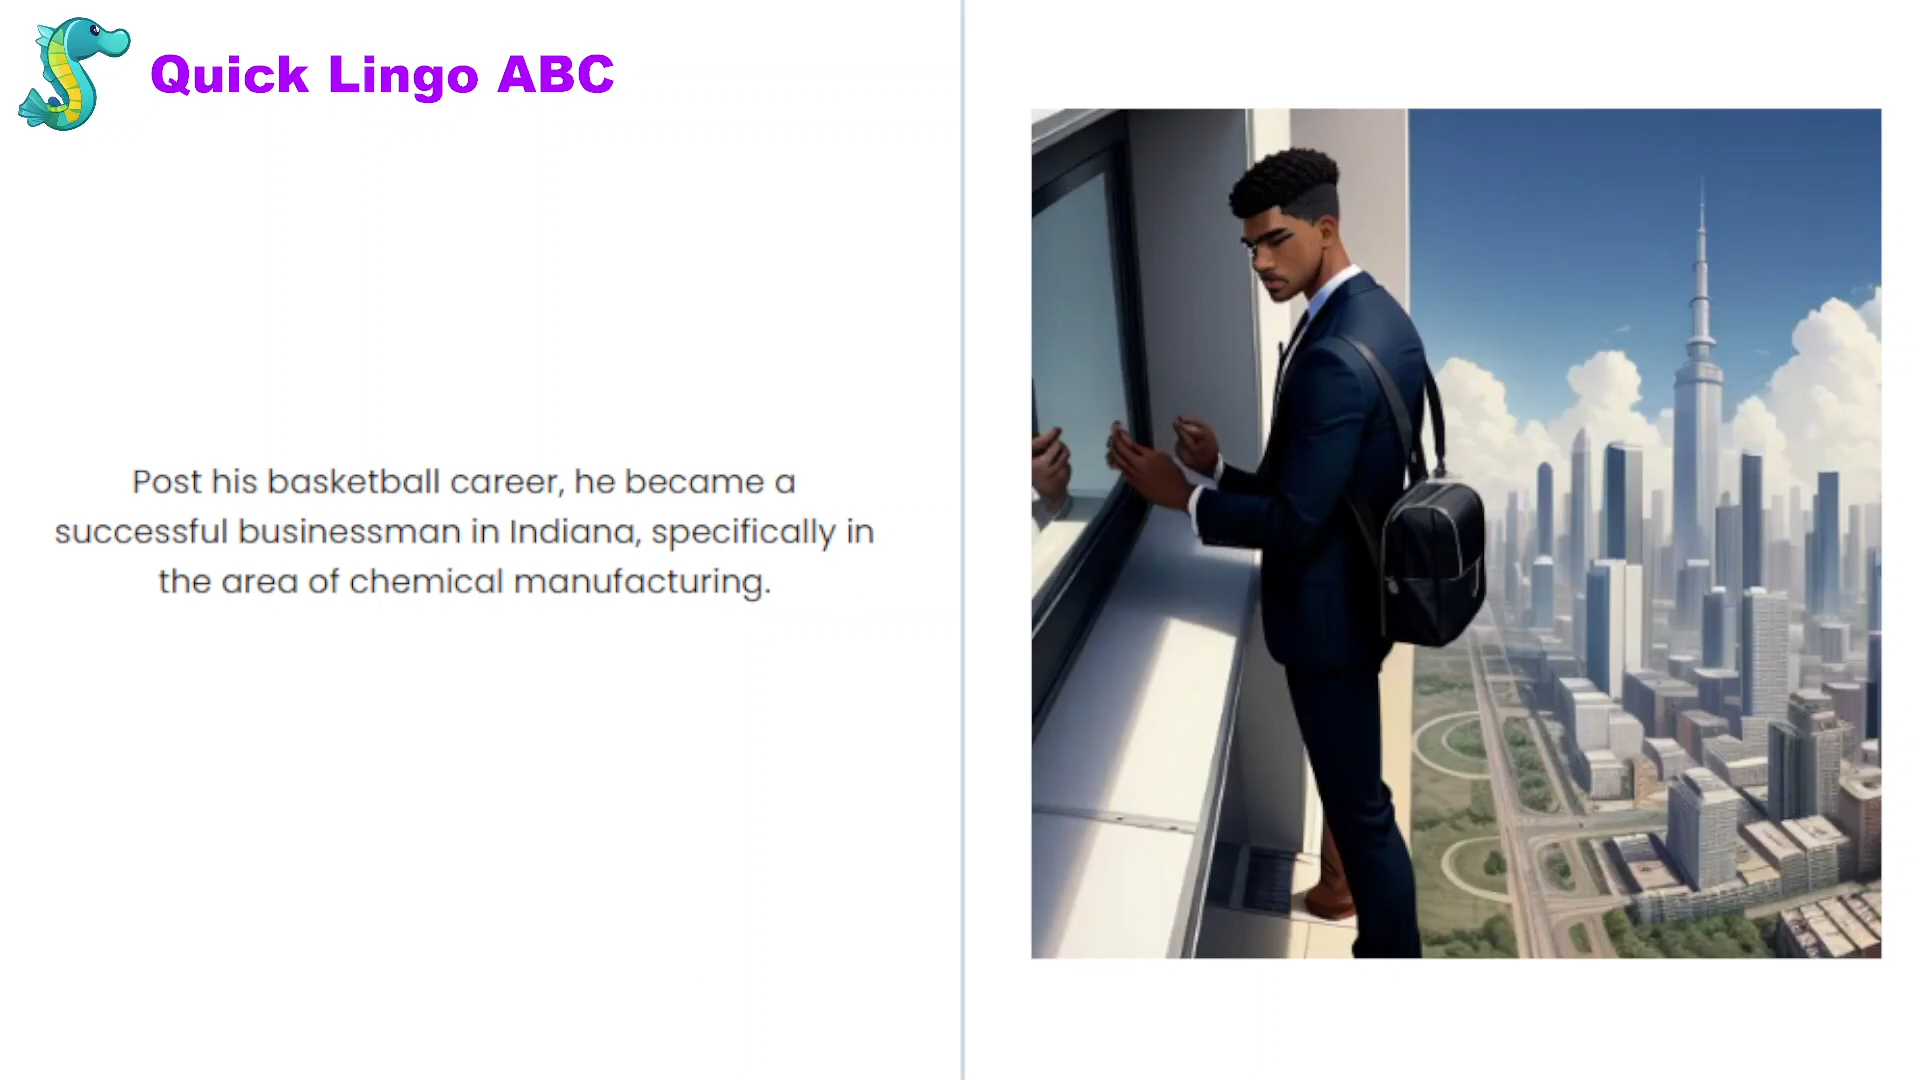 Quick Lingo ABC
Post his basketball career, he became a
successful businessman in Indiana, specifically in
the area of chemical manufacturing.